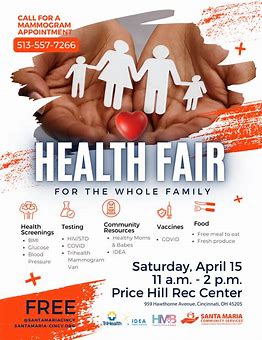 CALL FOR A
MAMMOGRAM
APPOINTMENT
513-557-7266
HEALTH FAIR
FOR THE WHOLE FAMILY
Health
Screenings
• BMI
• Glucose
• Blood
Pressure
Testing
• HIV/STD
• COVID
• Trihealth
Mammogram
Van
Community
Resources
• Healthy Moms
& Babes
• IDEA
Vaccines
• COVID
Food
• Free meal to eat
• Fresh produce
Saturday, April 15
11 a.m. - 2 p.m.
Price Hill Rec Center
959 Hawthorne Avenue, Cincinnati, OH 45205
FREE
@SANTAMARIACINCY
SANTAMARIA-CINCY.ORG
TriHealth
IDEA
HMB
SANTA MARIA
COMMUNITY SERVICES